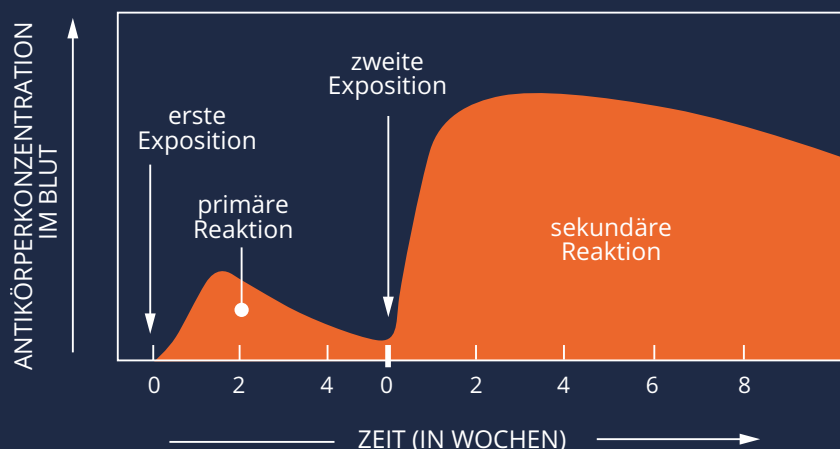 ANTIKÖRPERKONZENTRATION
IM BLUT
erste
Exposition
zweite
Exposition
primäre
Reaktion
sekundäre
Reaktion
0 2 4 0 2 4 6 8
ZEIT (IN WOCHEN)